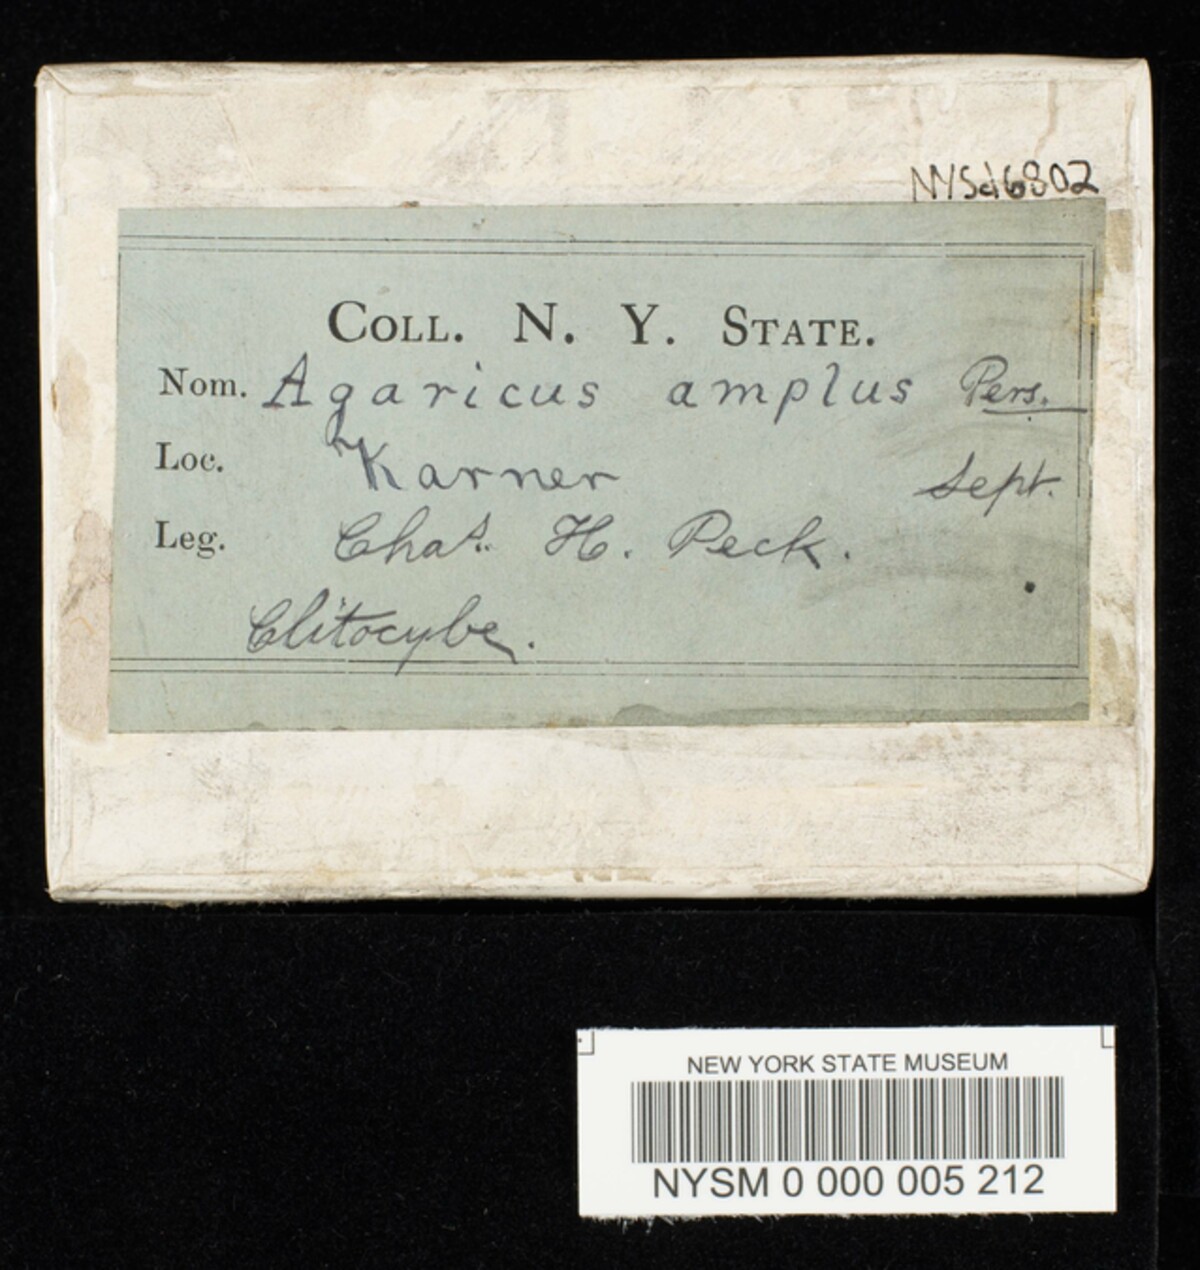 NYSd6802
COLL. N. Y. STATE.
Nom. Agaricus amplus Pers.
Loc. Karner Sept.
Leg. Chas. H. Peck.
Clitocybe.
NEW YORK STATE MUSEUM
NYSM 0 000 005 212